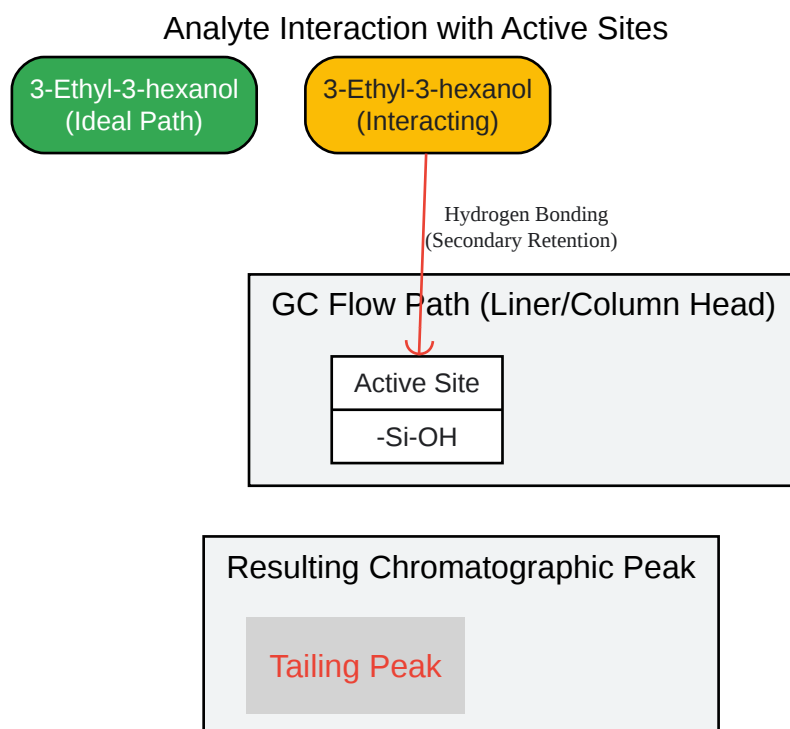 Analyte Interaction with Active Sites
3-Ethyl-3-hexanol
(Ideal Path)
3-Ethyl-3-hexanol
(Interacting)
Hydrogen Bonding
(Secondary Retention)
GC Flow Path (Liner/Column Head)
Active Site
-Si-OH
Resulting Chromatographic Peak
Tailing Peak